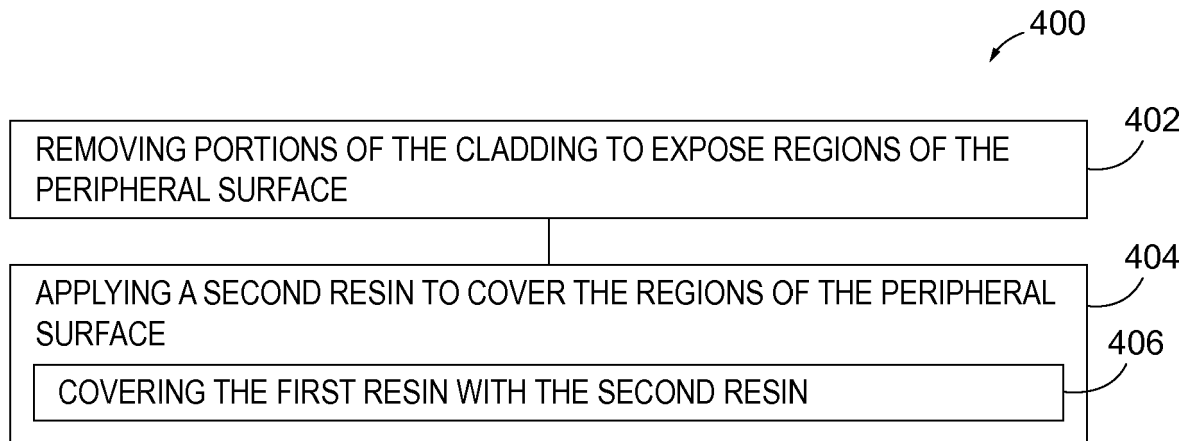 400
402
REMOVING PORTIONS OF THE CLADDING TO EXPOSE REGIONS OF THE
PERIPHERAL SURFACE
404
APPLYING A SECOND RESIN TO COVER THE REGIONS OF THE PERIPHERAL
SURFACE
406
COVERING THE FIRST RESIN WITH THE SECOND RESIN